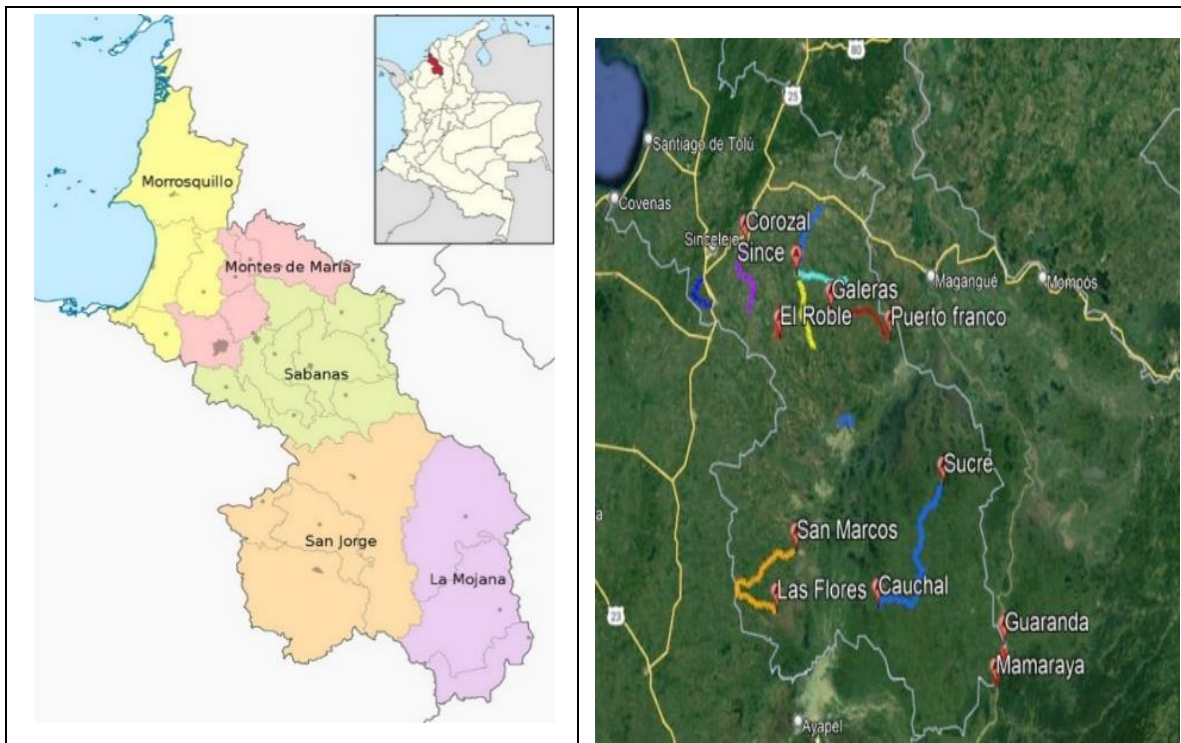 Morrosquillo
Montes de María
Sabanas
San Jorge
La Mojana
80
25
Santiago de Tolú
Covenas
Corozal
Sincelejo
Since
Galeras
Magangué
Mompós
El Roble
Puerto franco
Sucre
San Marcos
Las Flores
Cauchal
23
Guaranda
Mamaraya
Ayapel